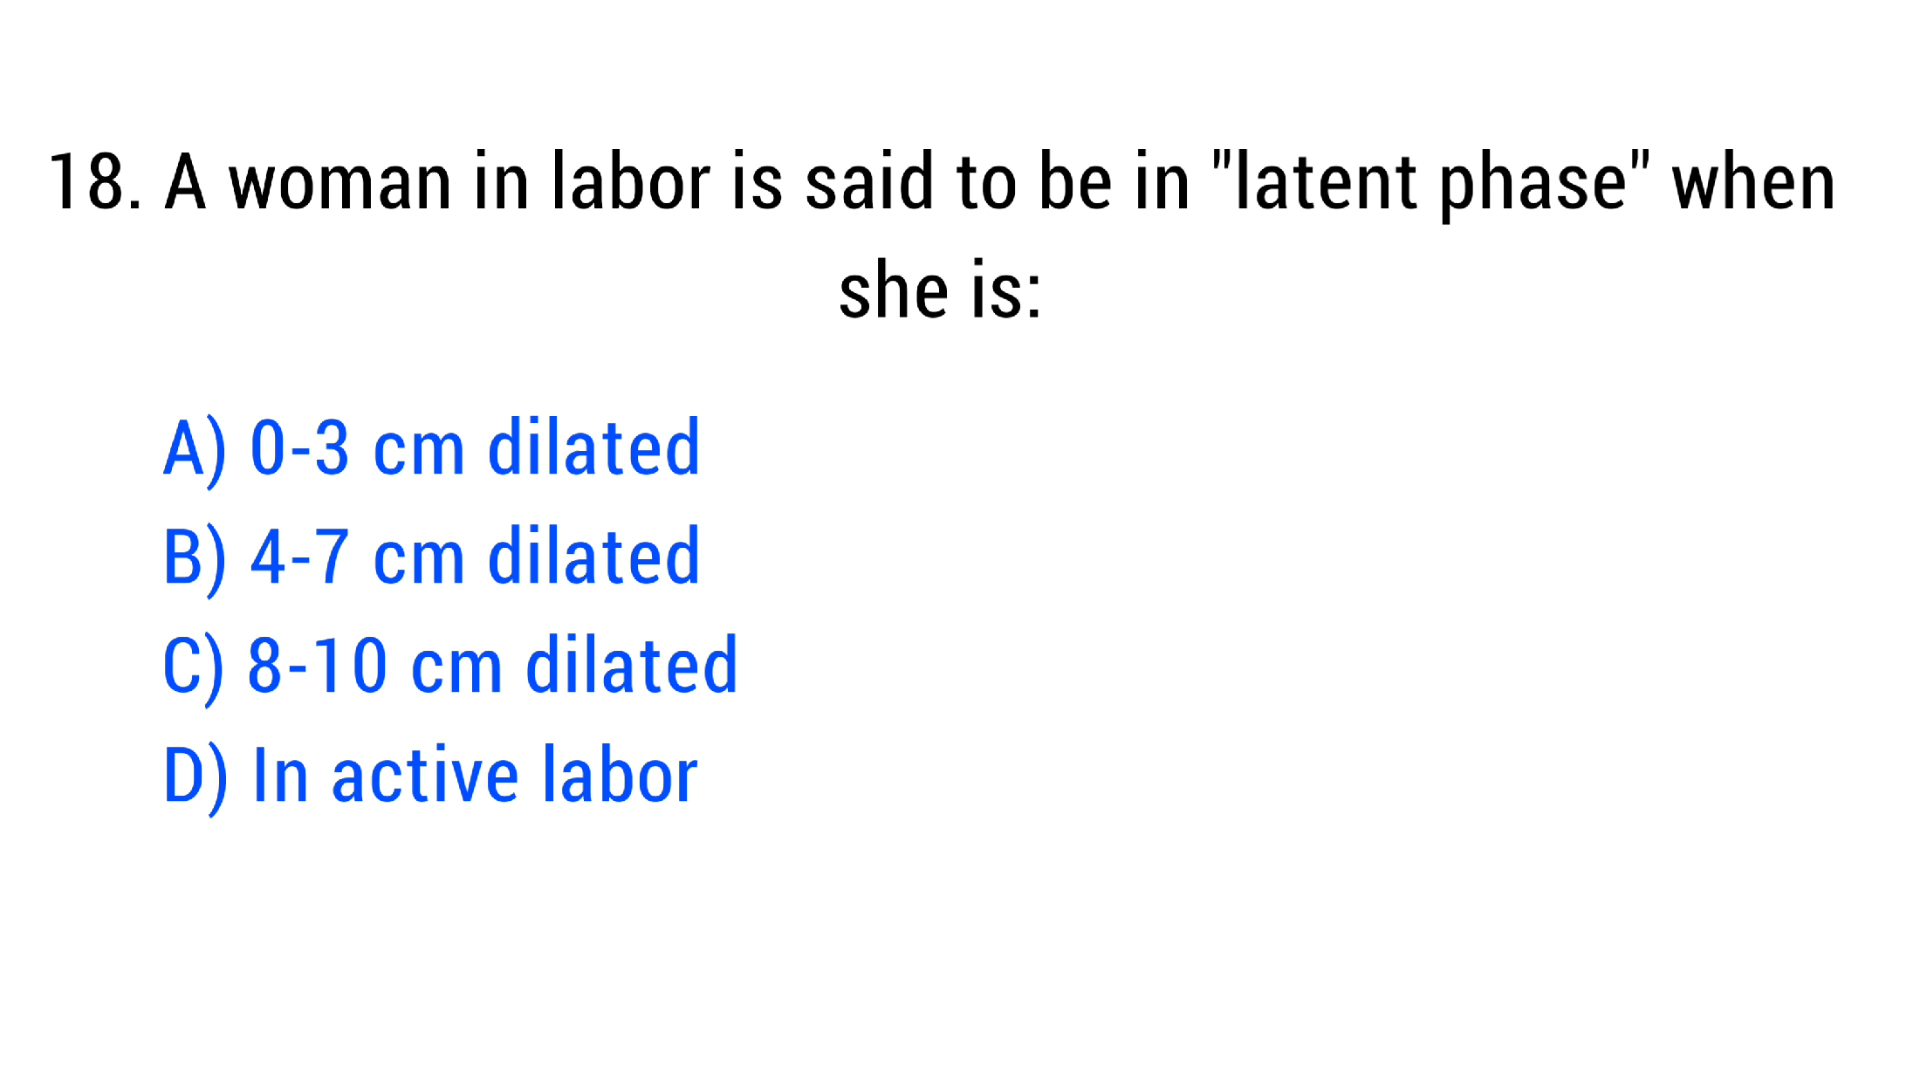 18. A woman in labor is said to be in "latent phase" when
she is:
A) 0-3 cm dilated
B) 4-7 cm dilated
C) 8-10 cm dilated
D) In active labor